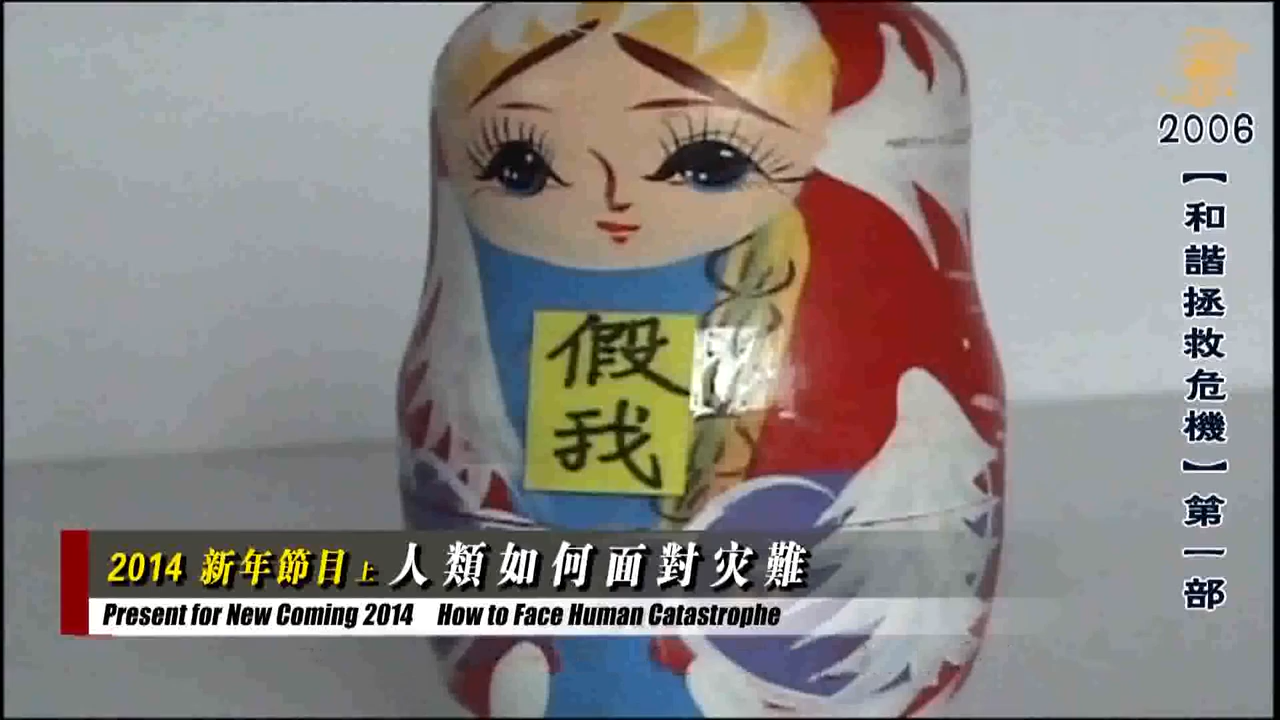 2006
【和諧拯救危機】第一部
假
我
2014 新年節目上 人類如何面對灾難
Present for New Coming 2014 How to Face Human Catastrophe